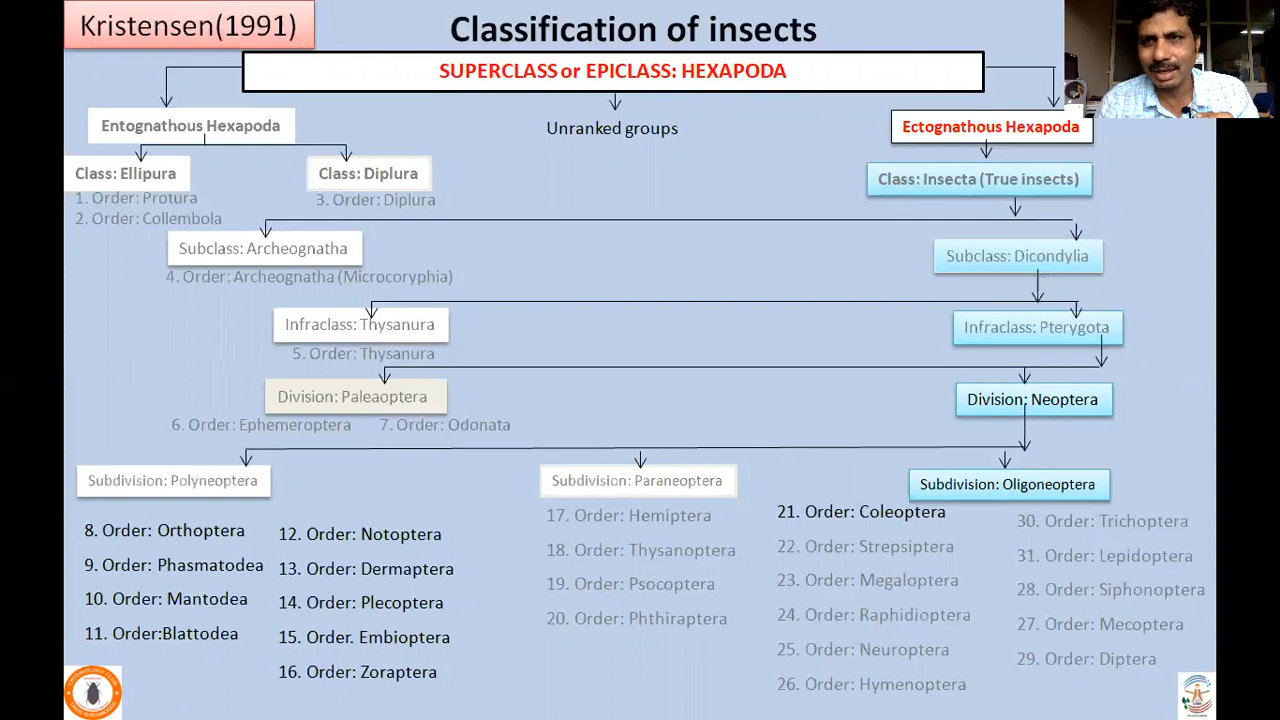 Kristensen(1991)
Classification of insects
SUPERCLASS or EPICLASS: HEXAPODA
Entognathous Hexapoda
Unranked groups
Ectognathous Hexapoda
Class: Ellipura
Class: Diplura
Class: Insecta (True insects)
1. Order: Protura
2. Order: Collembola
3. Order: Diplura
Subclass: Archeognatha
Subclass: Dicondylia
4. Order: Archeognatha (Microcoryphia)
Infraclass: Thysanura
Infraclass: Pterygota
5. Order: Thysanura
Division: Paleaoptera
Division: Neoptera
6. Order: Ephemeroptera
7. Order: Odonata
Subdivision: Polyneoptera
Subdivision: Paraneoptera
Subdivision: Oligoneoptera
8. Order: Orthoptera
9. Order: Phasmatodea
10. Order: Mantodea
11. Order:Blattodea
12. Order: Notoptera
13. Order: Dermaptera
14. Order: Plecoptera
15. Order. Embioptera
16. Order: Zoraptera
17. Order: Hemiptera
18. Order: Thysanoptera
19. Order: Psocoptera
20. Order: Phthiraptera
21. Order: Coleoptera
22. Order: Strepsiptera
23. Order: Megaloptera
24. Order: Raphidioptera
25. Order: Neuroptera
26. Order: Hymenoptera
30. Order: Trichoptera
31. Order: Lepidoptera
28. Order: Siphonoptera
27. Order: Mecoptera
29. Order: Diptera